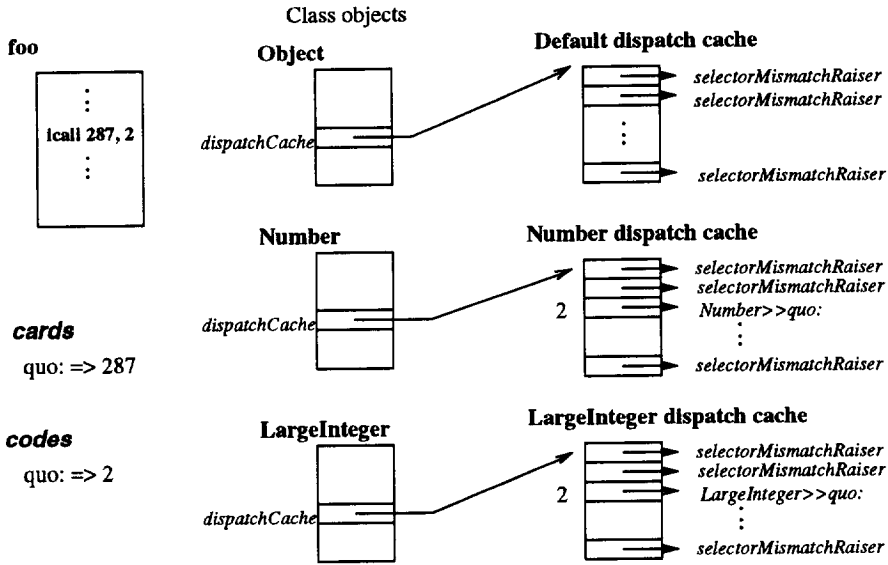 Class objects
foo
Object
Default dispatch cache
icall 287, 2
dispatchCache
selectorMismatchRaiser
selectorMismatchRaiser
selectorMismatchRaiser
Number
Number dispatch cache
dispatchCache
2
selectorMismatchRaiser
selectorMismatchRaiser
Number>>quo:
selectorMismatchRaiser
cards
quo: => 287
codes
quo: => 2
LargeInteger
LargeInteger dispatch cache
dispatchCache
2
selectorMismatchRaiser
selectorMismatchRaiser
LargeInteger>>quo:
selectorMismatchRaiser